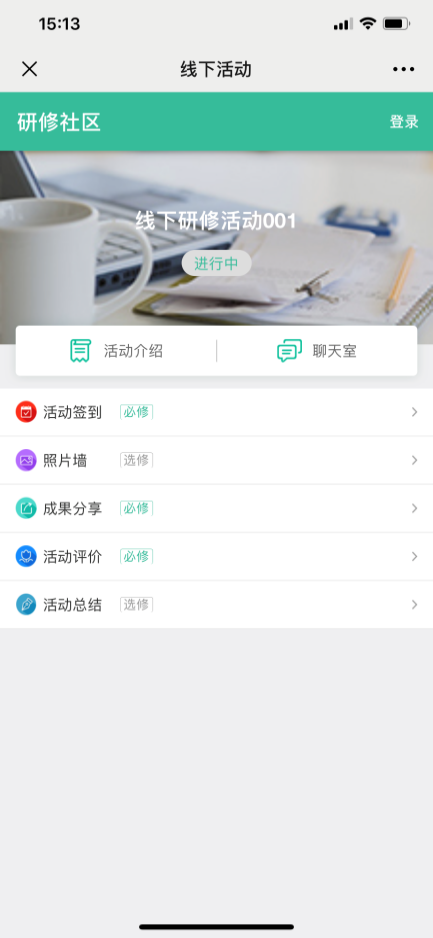 15:13
线下活动
研修社区
登录
线下研修活动001
进行中
活动介绍
聊天室
活动签到 必修
照片墙 选修
成果分享 必修
活动评价 必修
活动总结 选修